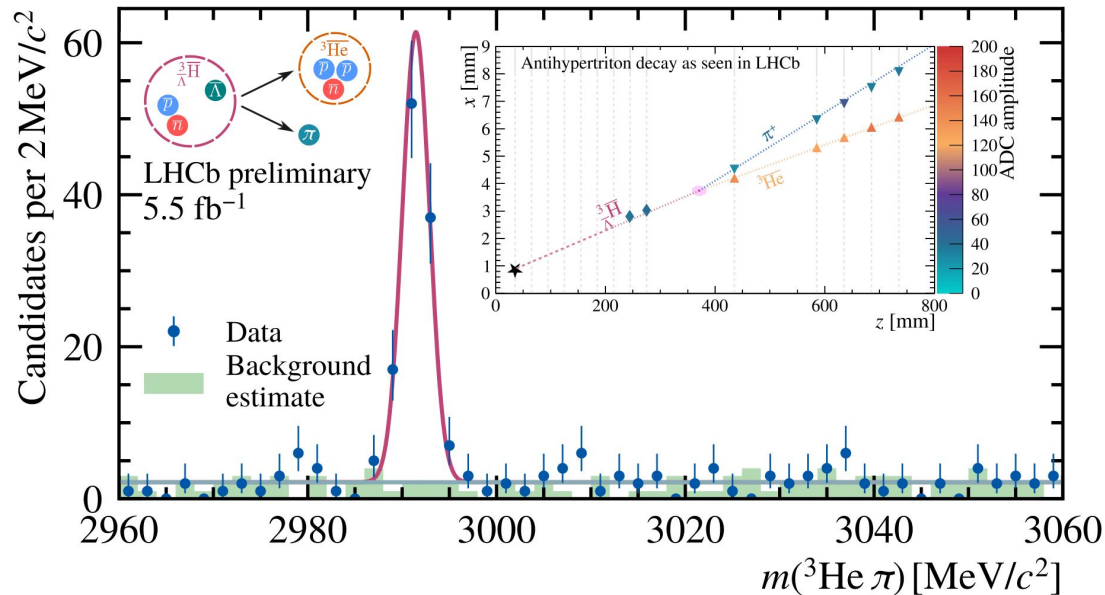 Candidates per 2 MeV/c²
60
40
20
0
³_Λ̅H̅
p̅
n̅
Λ̅
³H̅e̅
p̅ p̅
n̅
π
LHCb preliminary
5.5 fb⁻¹
Data
Background
estimate
Antihypertriton decay as seen in LHCb
x [mm]
9
8
7
6
5
4
3
2
1
0
π⁺
³H̅e̅
³_Λ̅H̅
0 200 400 600 800
z [mm]
200
180
160
140
120
100
80
60
40
20
0
ADC amplitude
2960 2980 3000 3020 3040 3060
m(³He π) [MeV/c²]